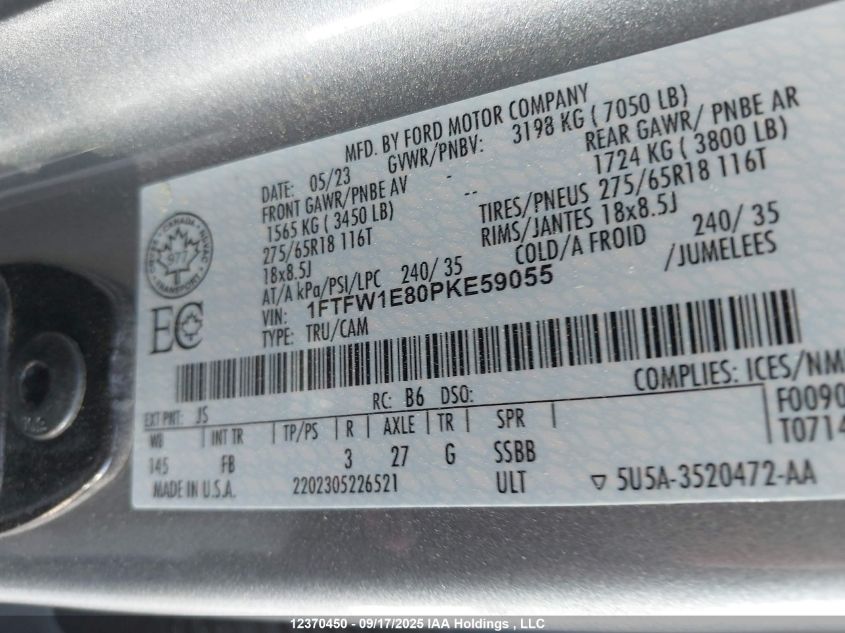 MFD. BY FORD MOTOR COMPANY
DATE: 05/23 GVWR/PNBV: 3198 KG ( 7050 LB)
FRONT GAWR/PNBE AV - REAR GAWR/ PNBE AR
1565 KG ( 3450 LB) -- 1724 KG ( 3800 LB)
275/65R18 116T TIRES/PNEUS 275/65R18 116T
18x8.5J RIMS/JANTES 18x8.5J
AT/A kPa/PSI/LPC 240/ 35 COLD/A FROID 240/ 35
VIN: 1FTFW1E80PKE59055 /JUMELEES
TYPE: TRU/CAM
CANADA
TRANSPORT
977
EC
COMPLIES: ICES/NM
RC: B6 DSO:
F0090
EXT PNT: JS
T0714
WB INT TR TP/PS R AXLE TR SPR
145 FB 3 27 G SSBB
MADE IN U.S.A. 2202305226521 ULT ▽ 5U5A-3520472-AA
12370450 - 09/17/2025 IAA Holdings , LLC